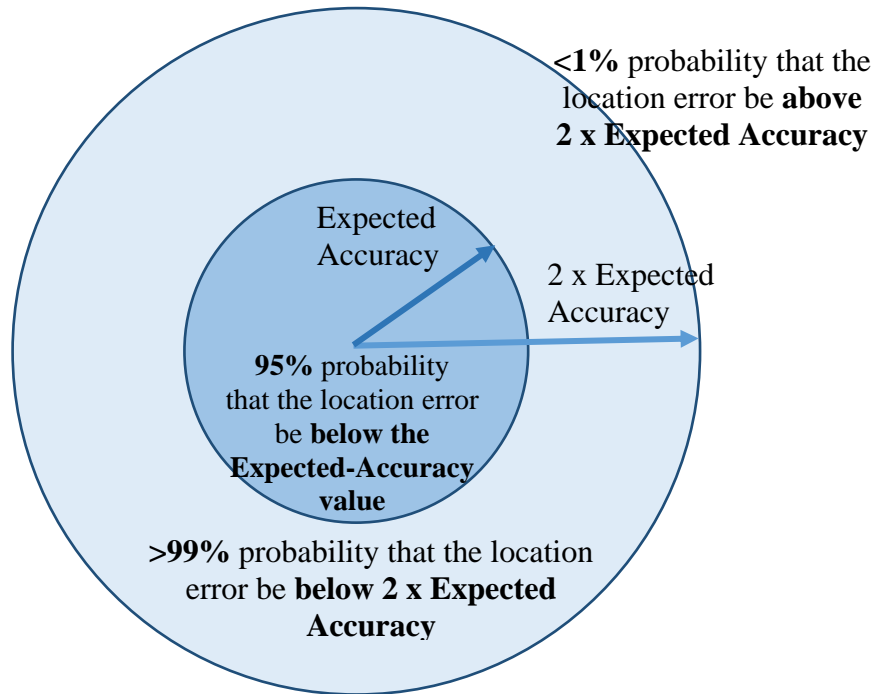 <1% probability that the
location error be above
2 x Expected Accuracy
Expected
Accuracy
2 x Expected
Accuracy
95% probability
that the location error
be below the
Expected-Accuracy
value
>99% probability that the location
error be below 2 x Expected
Accuracy